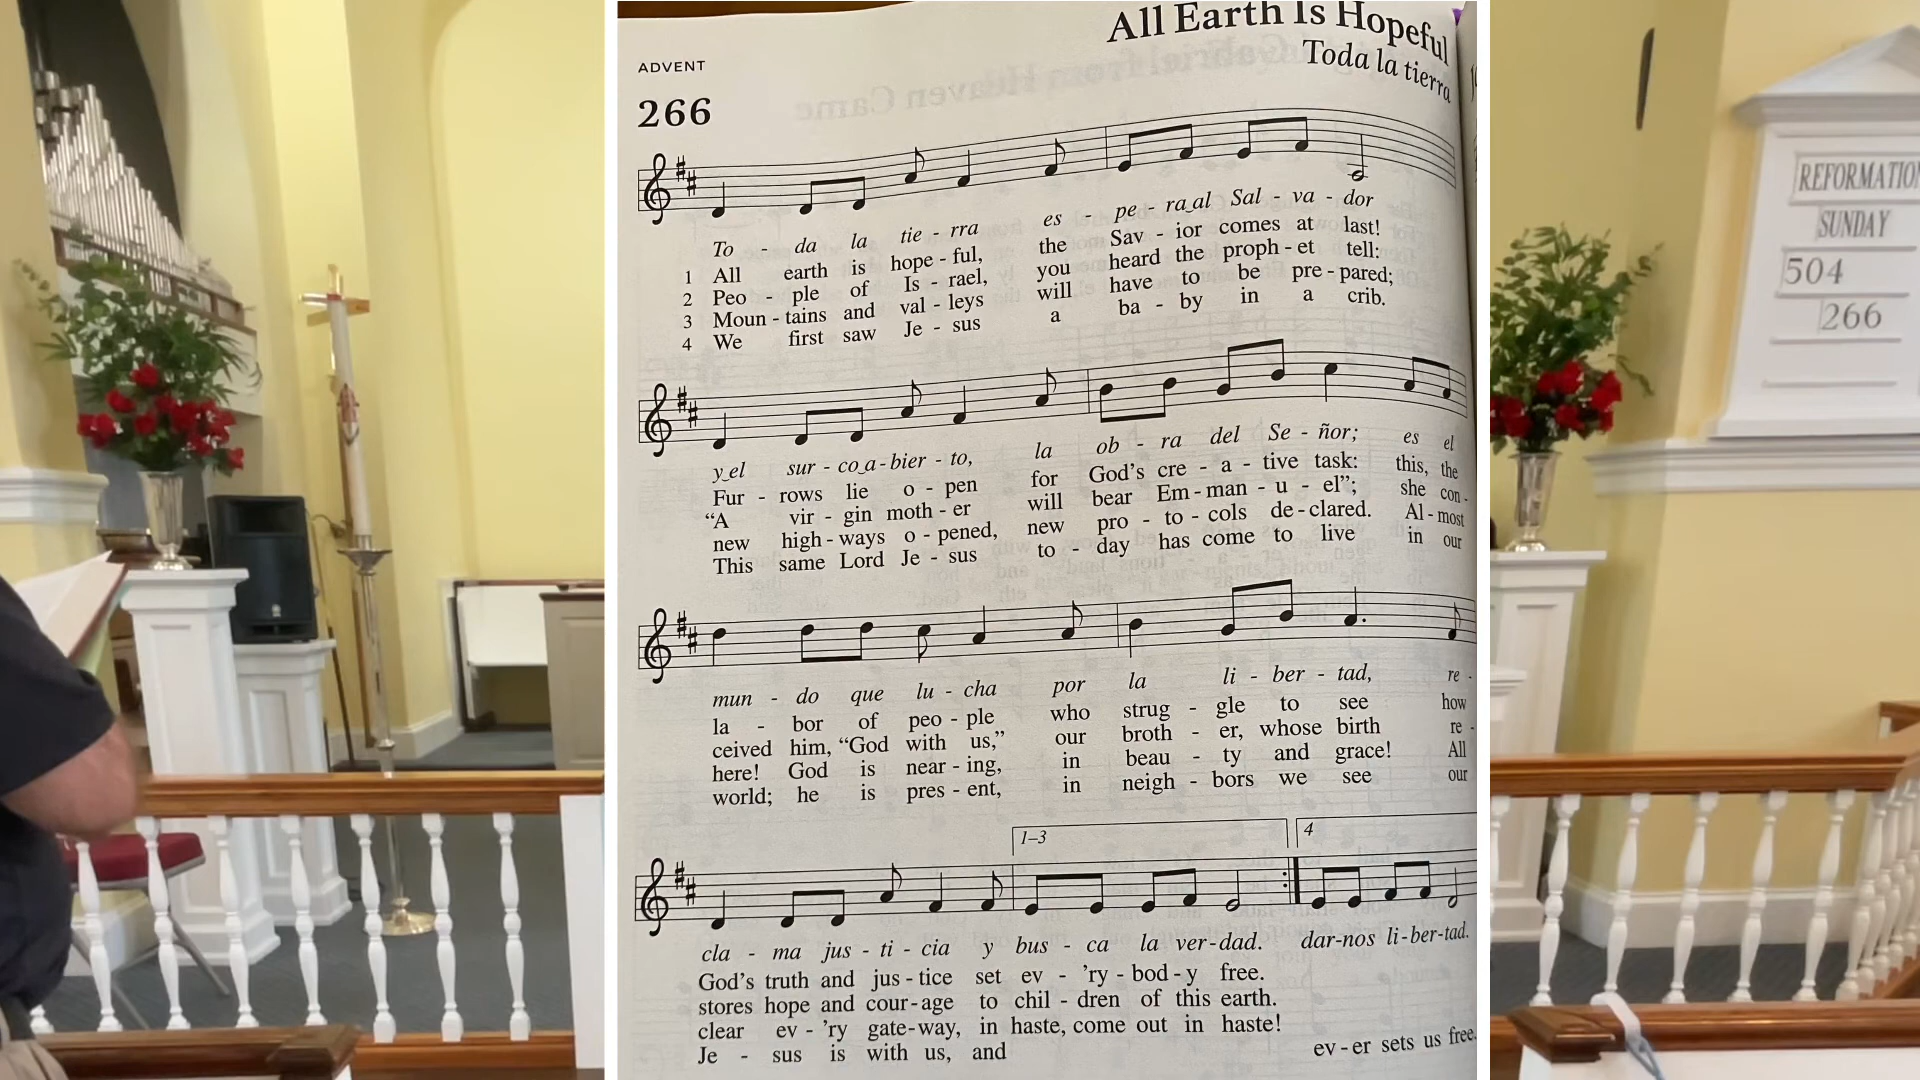 All Earth Is Hopeful
Toda la tierra
ADVENT
266
To - da la tie - rra es - pe - ra‿al Sal - va - dor
1 All earth is hope - ful, the Sav - ior comes at last!
2 Peo - ple of Is - rael, you heard the proph - et tell:
3 Moun - tains and val - leys will have to be pre - pared;
4 We first saw Je - sus a ba - by in a crib.
y‿el sur - co‿a - bier - to, la ob - ra del Se - ñor; es el
Fur - rows lie o - pen for God's cre - a - tive task: this, the
“A vir - gin moth - er will bear Em - man - u - el”; she con -
new high - ways o - pened, new pro - to - cols de - clared. Al - most
This same Lord Je - sus to - day has come to live in our
mun - do que lu - cha por la li - ber - tad, re -
la - bor of peo - ple who strug - gle to see how
ceived him, “God with us,” our broth - er, whose birth re -
here! God is near - ing, in beau - ty and grace! All
world; he is pres - ent, in neigh - bors we see our
1–3 4
cla - ma jus - ti - cia y bus - ca la ver - dad. dar-nos li-ber-tad.
God's truth and jus - tice set ev - 'ry - bod - y free.
stores hope and cour - age to chil - dren of this earth.
clear ev - 'ry gate - way, in haste, come out in haste!
Je - sus is with us, and ev - er sets us free.
REFORMATION
SUNDAY
504
266